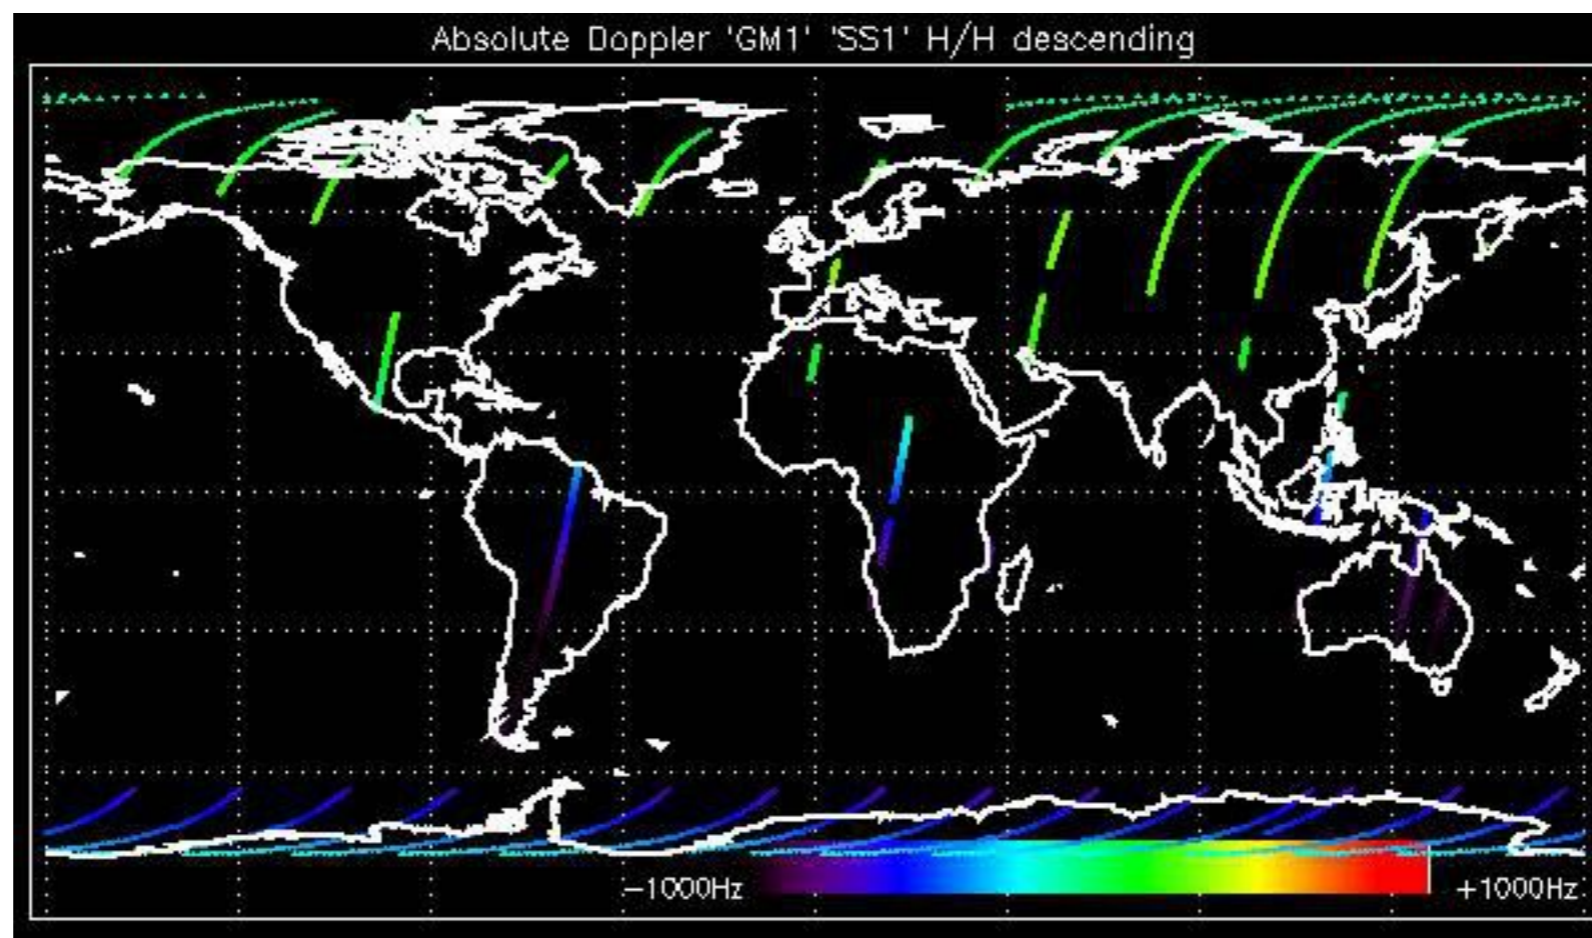 Absolute Doppler 'GM1' 'SS1' H/H descending
−1000Hz
+1000Hz